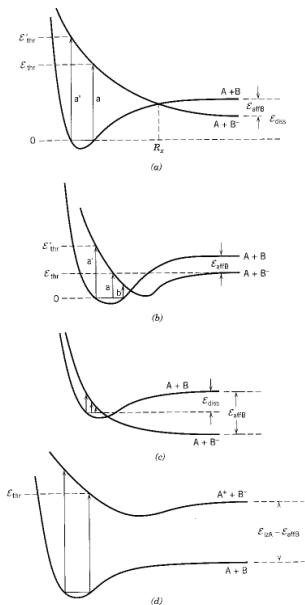 ℰ′thr
A + B
ℰthr
ℰaffB
a′ a
ℰdiss
A + B⁻
0
Rx
(a)
ℰ′thr
A + B
a′
ℰaffB
ℰthr
a b
A + B⁻
0
(b)
A + B
ℰdiss
ℰaffB
A + B⁻
(c)
A⁺ + B⁻
ℰthr
ℰizA − ℰaffB
A + B
(d)